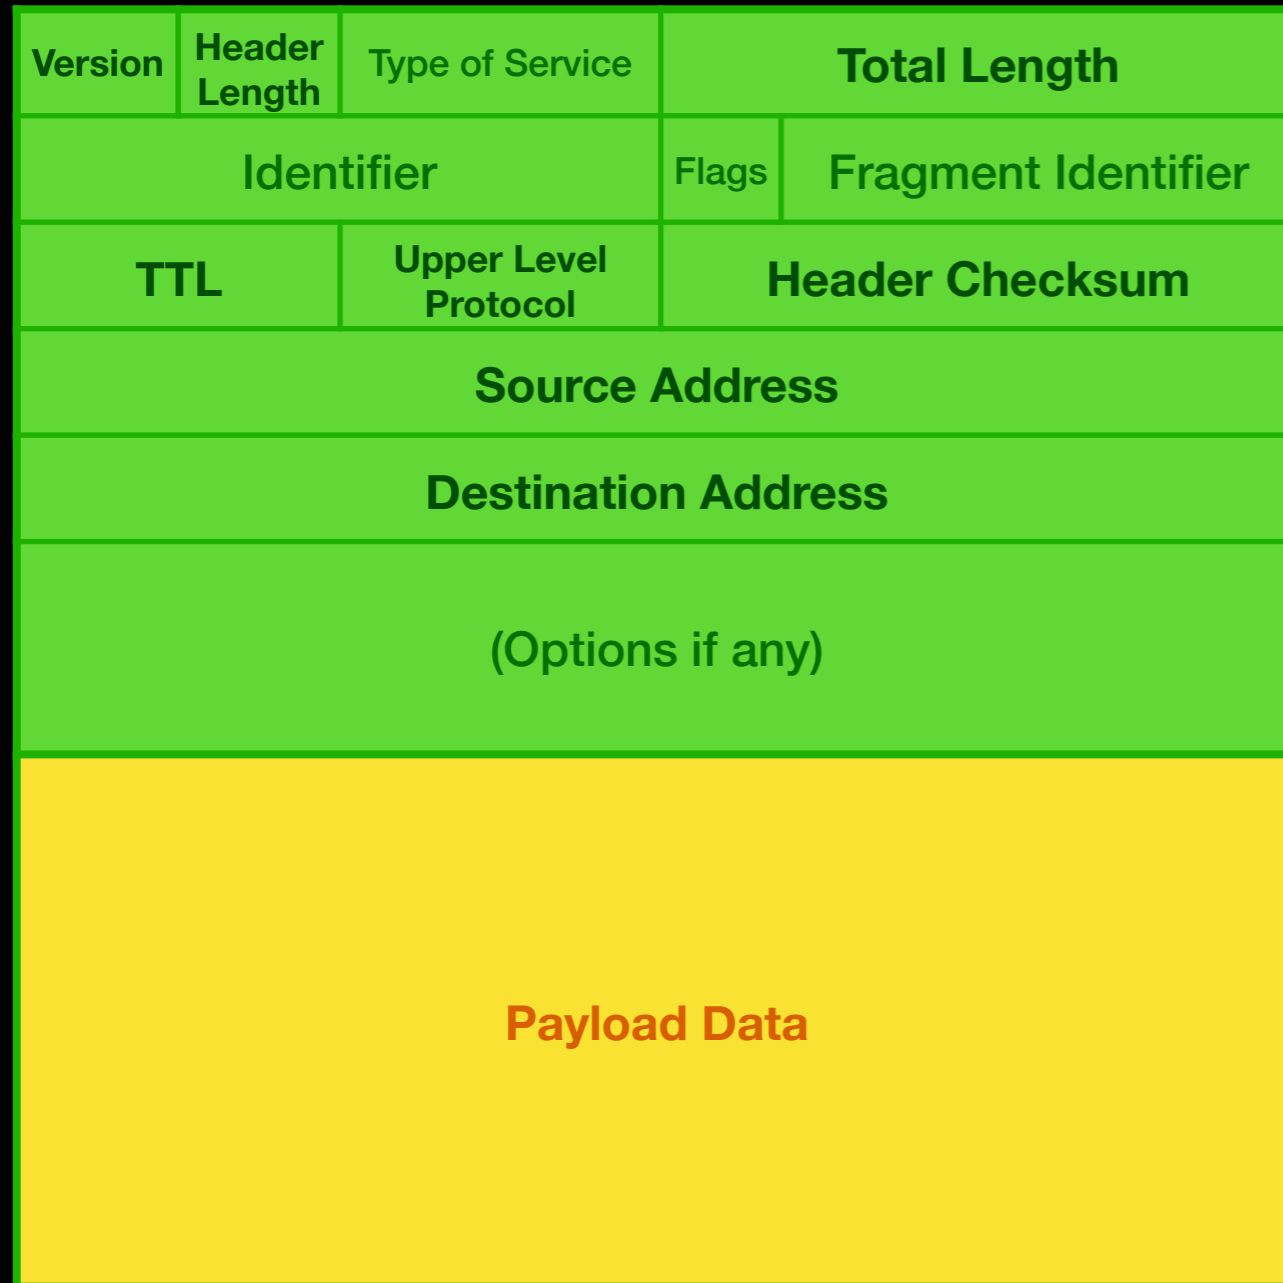 Version
Header
Length
Type of Service
Total Length
Identifier
Flags
Fragment Identifier
TTL
Upper Level
Protocol
Header Checksum
Source Address
Destination Address
(Options if any)
Payload Data